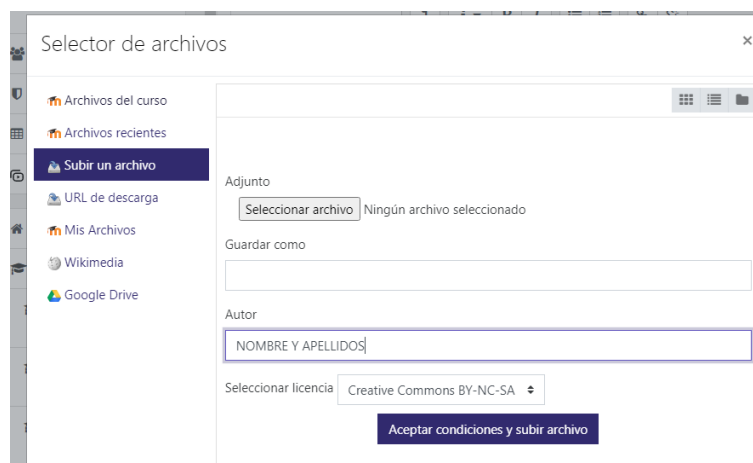 Selector de archivos
×
Archivos del curso
Archivos recientes
Subir un archivo
URL de descarga
Mis Archivos
Wikimedia
Google Drive
Adjunto
Seleccionar archivo Ningún archivo seleccionado
Guardar como
Autor
NOMBRE Y APELLIDOS
Seleccionar licencia Creative Commons BY-NC-SA
Aceptar condiciones y subir archivo